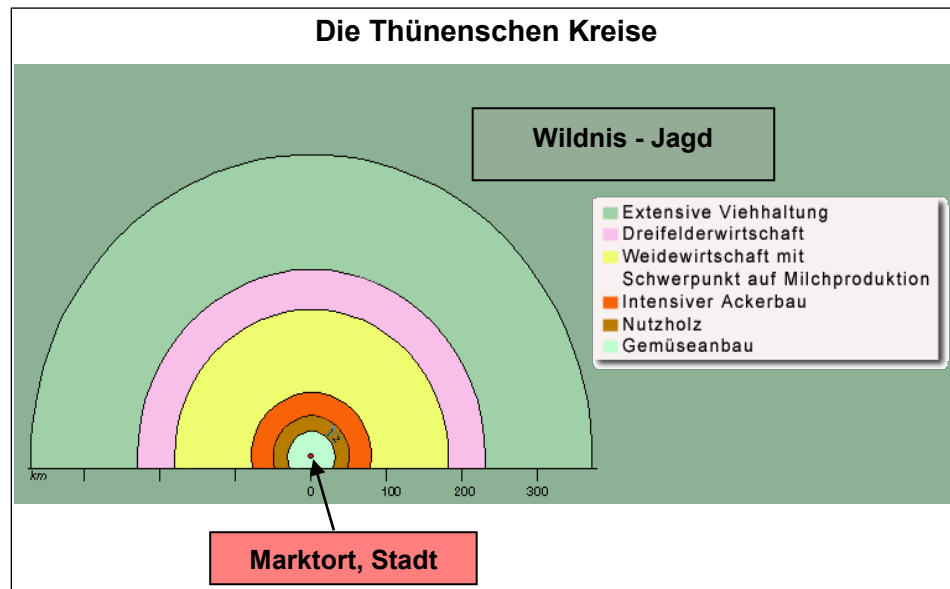 Die Thünenschen Kreise
Wildnis - Jagd
Extensive Viehhaltung
Dreifelderwirtschaft
Weidewirtschaft mit
Schwerpunkt auf Milchproduktion
Intensiver Ackerbau
Nutzholz
Gemüseanbau
km
0 100 200 300
Marktort, Stadt